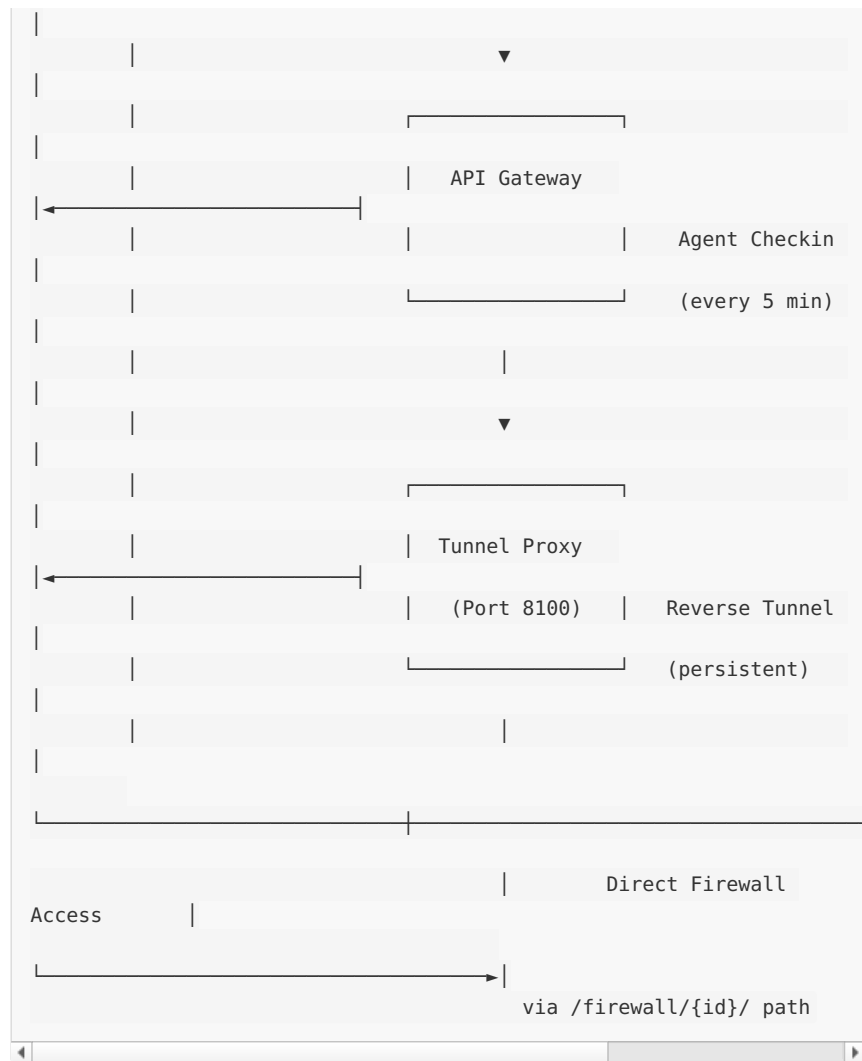 API Gateway
Agent Checkin
(every 5 min)
Tunnel Proxy
(Port 8100) Reverse Tunnel
(persistent)
Direct Firewall
Access
via /firewall/{id}/ path